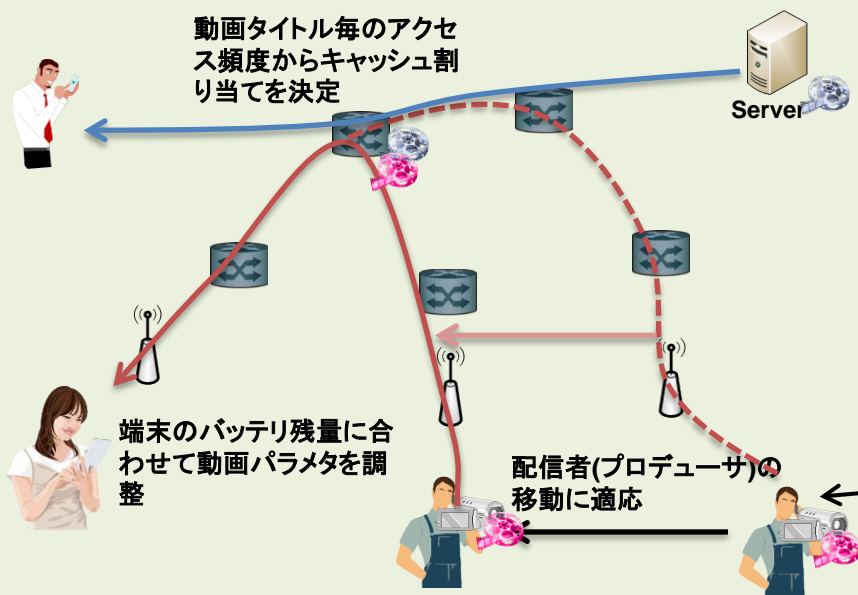 動画タイトル毎のアクセ
ス頻度からキャッシュ割
り当てを決定
Server
端末のバッテリ残量に合
わせて動画パラメタを調
整
配信者(プロデューサ)の
移動に適応